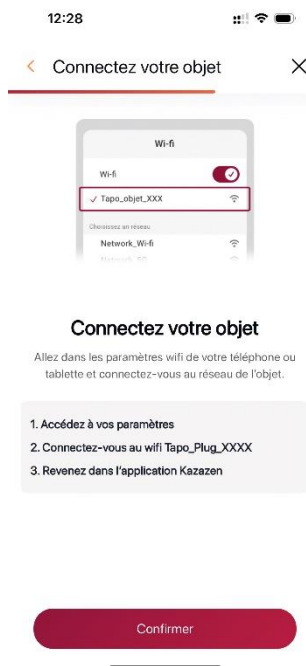 12:28
Connectez votre objet
Wi-fi
Wi-fi
Tapo_objet_XXX
Choisissez un réseau
Network_Wi-fi
Connectez votre objet
Allez dans les paramètres wifi de votre téléphone ou
tablette et connectez-vous au réseau de l'objet.
1. Accédez à vos paramètres
2. Connectez-vous au wifi Tapo_Plug_XXXX
3. Revenez dans l'application Kazazen
Confirmer